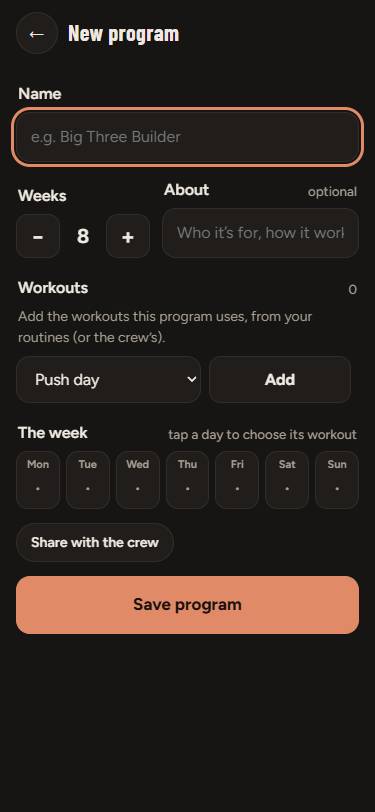 ← New program
Name
e.g. Big Three Builder
Weeks
About optional
- 8 +
Who it's for, how it worl
Workouts 0
Add the workouts this program uses, from your
routines (or the crew's).
Push day
Add
The week tap a day to choose its workout
Mon Tue Wed Thu Fri Sat Sun
· · · · · · ·
Share with the crew
Save program